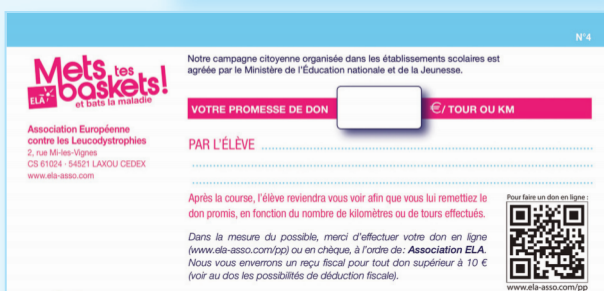 N°4
Mets tes
baskets!
ELA
et bats la maladie
Association Européenne
contre les Leucodystrophies
2, rue Mi-les-Vignes
CS 61024 - 54521 LAXOU CEDEX
www.ela-asso.com
Notre campagne citoyenne organisée dans les établissements scolaires est
agréée par le Ministère de l'Éducation nationale et de la Jeunesse.
VOTRE PROMESSE DE DON €/ TOUR OU KM
PAR L'ÉLÈVE
Après la course, l'élève reviendra vous voir afin que vous lui remettiez le
don promis, en fonction du nombre de kilomètres ou de tours effectués.
Dans la mesure du possible, merci d'effectuer votre don en ligne
(www.ela-asso.com/pp) ou en chèque, à l'ordre de : Association ELA.
Nous vous enverrons un reçu fiscal pour tout don supérieur à 10 €
(voir au dos les possibilités de déduction fiscale).
Pour faire un don en ligne :
www.ela-asso.com/pp